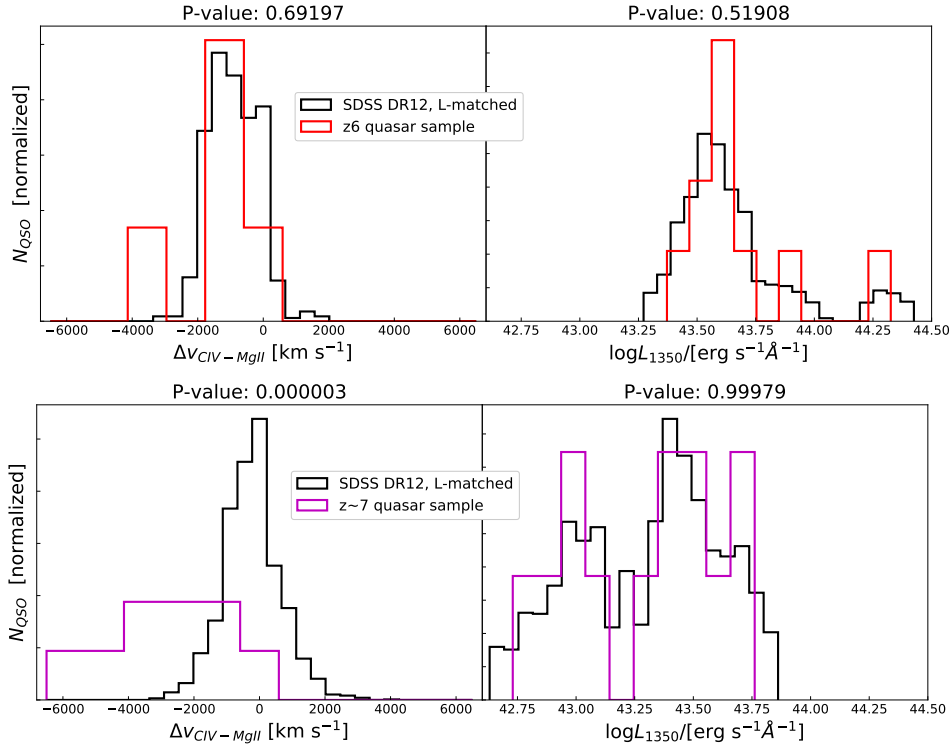 P-value: 0.69197
P-value: 0.51908
N_QSO [normalized]
SDSS DR12, L-matched
z6 quasar sample
−6000 −4000 −2000 0 2000 4000 6000
42.75 43.00 43.25 43.50 43.75 44.00 44.25 44.50
Δv_CIV−MgII [km s⁻¹]
logL₁₃₅₀/[erg s⁻¹Å⁻¹]
P-value: 0.000003
P-value: 0.99979
N_QSO [normalized]
SDSS DR12, L-matched
z~7 quasar sample
−6000 −4000 −2000 0 2000 4000 6000
42.75 43.00 43.25 43.50 43.75 44.00 44.25 44.50
Δv_CIV−MgII [km s⁻¹]
logL₁₃₅₀/[erg s⁻¹Å⁻¹]